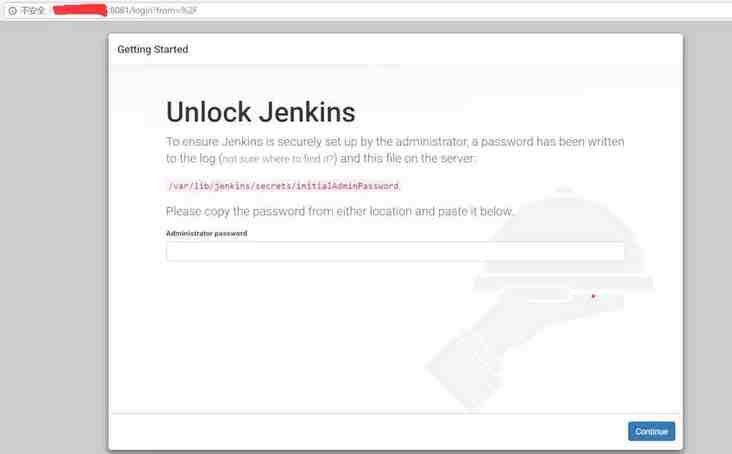 不安全 :8081/login?from=%2F
Getting Started
Unlock Jenkins
To ensure Jenkins is securely set up by the administrator, a password has been written
to the log (not sure where to find it?) and this file on the server:
/var/lib/jenkins/secrets/initialAdminPassword
Please copy the password from either location and paste it below.
Administrator password
Continue